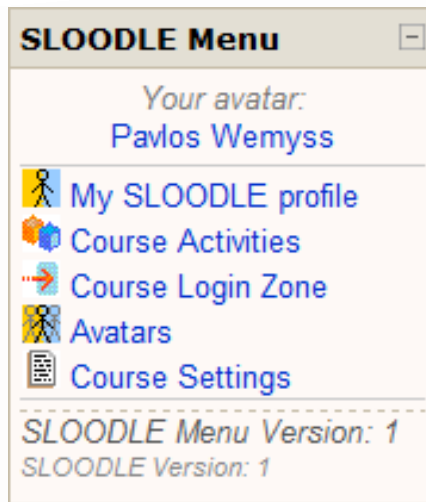 SLOODLE Menu
Your avatar:
Pavlos Wemyss
My SLOODLE profile
Course Activities
Course Login Zone
Avatars
Course Settings
SLOODLE Menu Version: 1
SLOODLE Version: 1